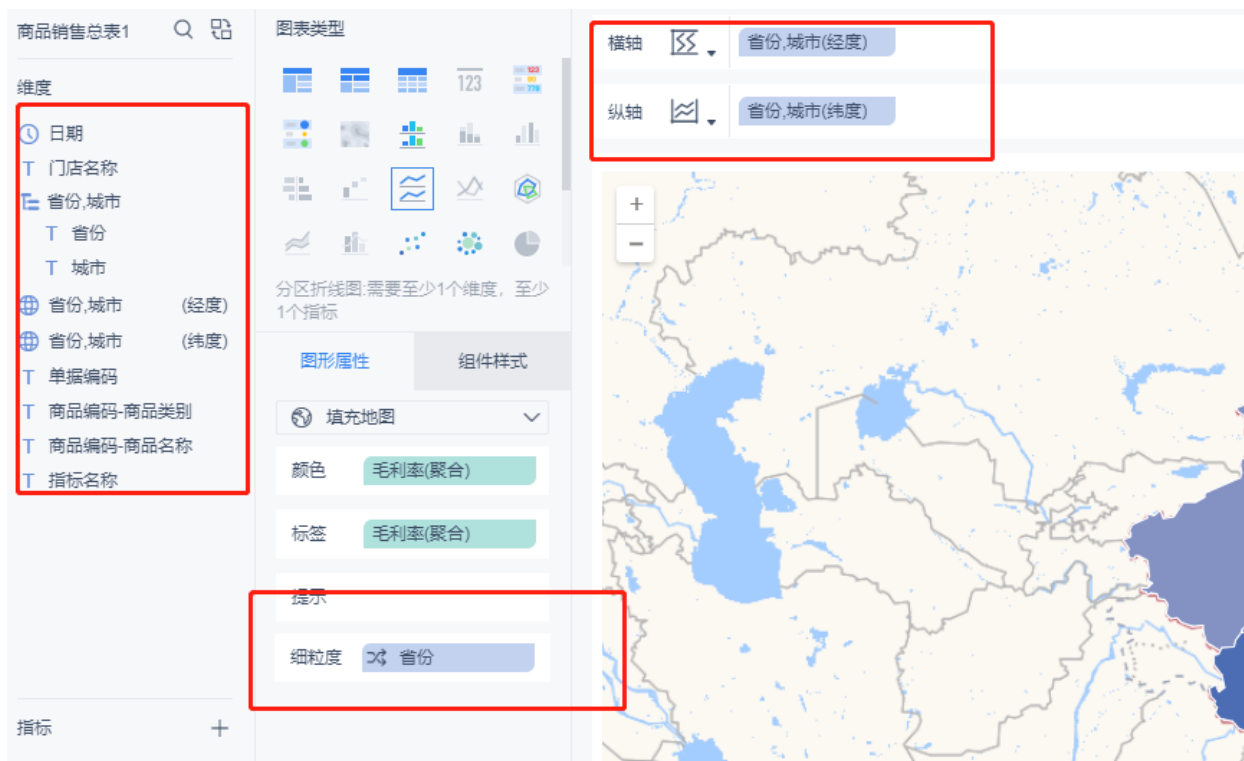 商品销售总表1
维度
日期
门店名称
省份,城市
省份
城市
省份,城市 (经度)
省份,城市 (纬度)
单据编码
商品编码-商品类别
商品编码-商品名称
指标名称
指标
图表类型
123
123
90
778
分区折线图:需要至少1个维度，至少
1个指标
图形属性 组件样式
填充地图
颜色 毛利率(聚合)
标签 毛利率(聚合)
提示
细粒度 省份
横轴 省份,城市(经度)
纵轴 省份,城市(纬度)